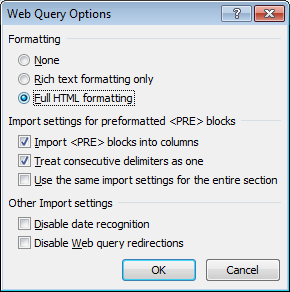 Web Query Options
Formatting
None
Rich text formatting only
Full HTML formatting
Import settings for preformatted <PRE> blocks
Import <PRE> blocks into columns
Treat consecutive delimiters as one
Use the same import settings for the entire section
Other Import settings
Disable date recognition
Disable Web query redirections
OK Cancel